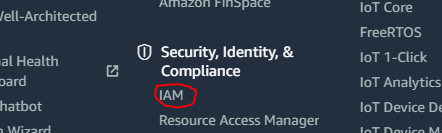 Well-Architected
nal Health
board
hatbot
n Wizard
Amazon FinSpace
Security, Identity, &
Compliance
IAM
Resource Access Manager
IoT Core
FreeRTOS
IoT 1-Click
IoT Analytics
IoT Device De
IoT Device M